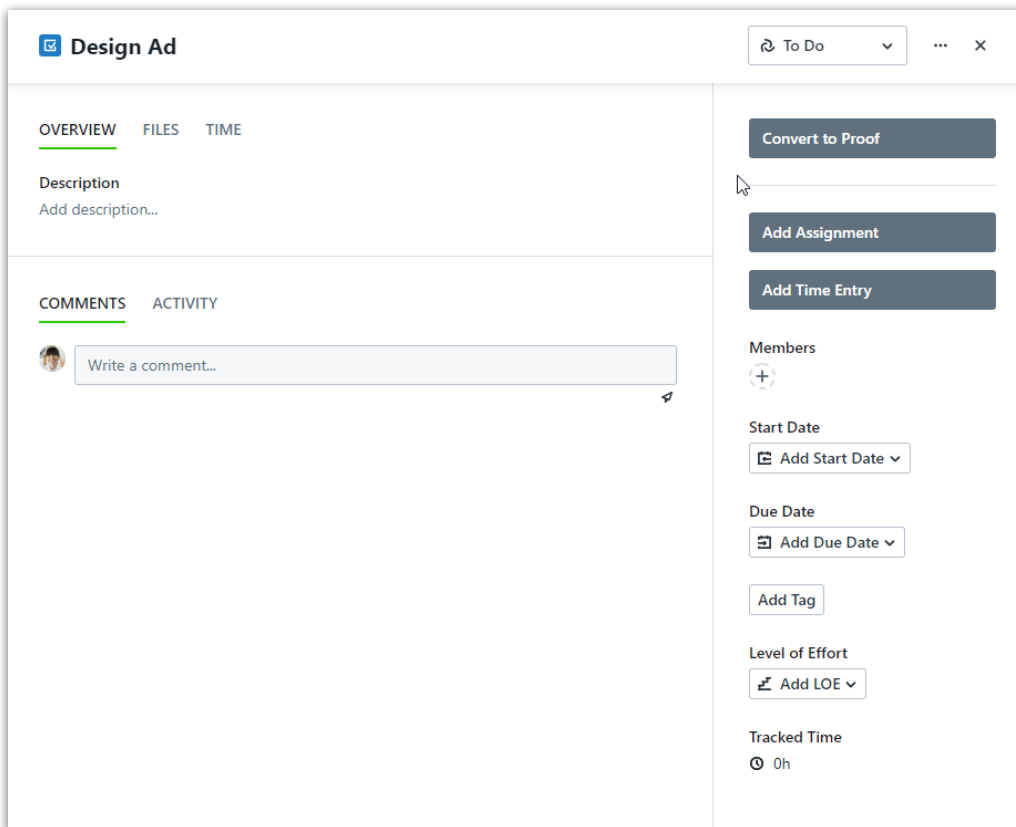 Design Ad
To Do
OVERVIEW FILES TIME
Description
Add description...
COMMENTS ACTIVITY
Write a comment...
Convert to Proof
Add Assignment
Add Time Entry
Members
Start Date
Add Start Date
Due Date
Add Due Date
Add Tag
Level of Effort
Add LOE
Tracked Time
0h